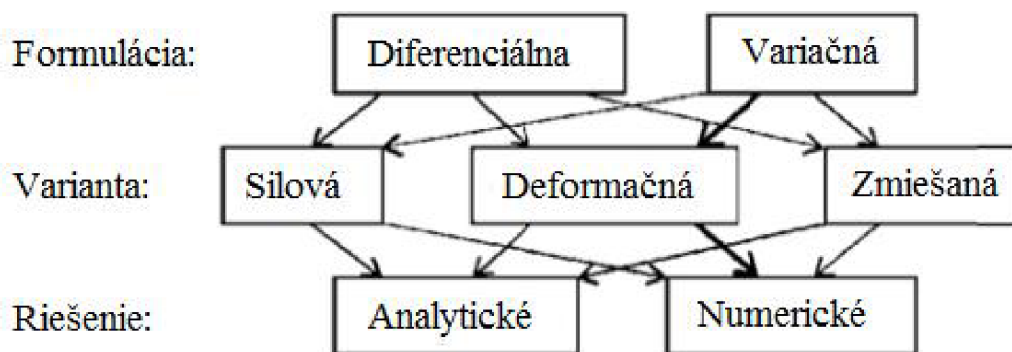 Formulácia: Diferenciálna Variačná
Varianta: Silová Deformačná Zmiešaná
Riešenie: Analytické Numerické